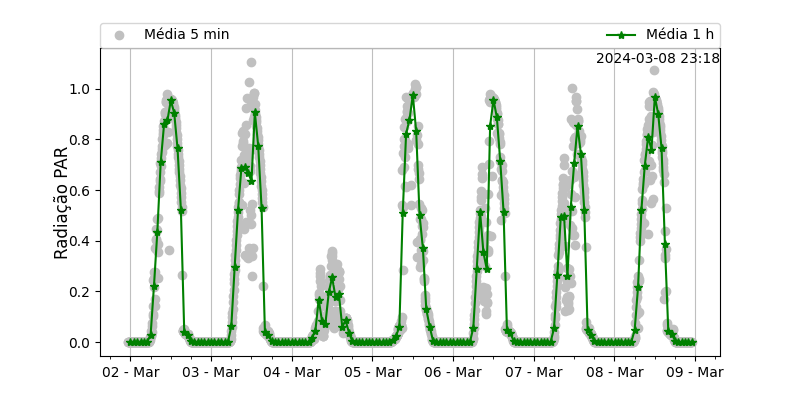 Média 5 min
Média 1 h
2024-03-08 23:18
Radiação PAR
1.0
0.8
0.6
0.4
0.2
0.0
02 - Mar
03 - Mar
04 - Mar
05 - Mar
06 - Mar
07 - Mar
08 - Mar
09 - Mar